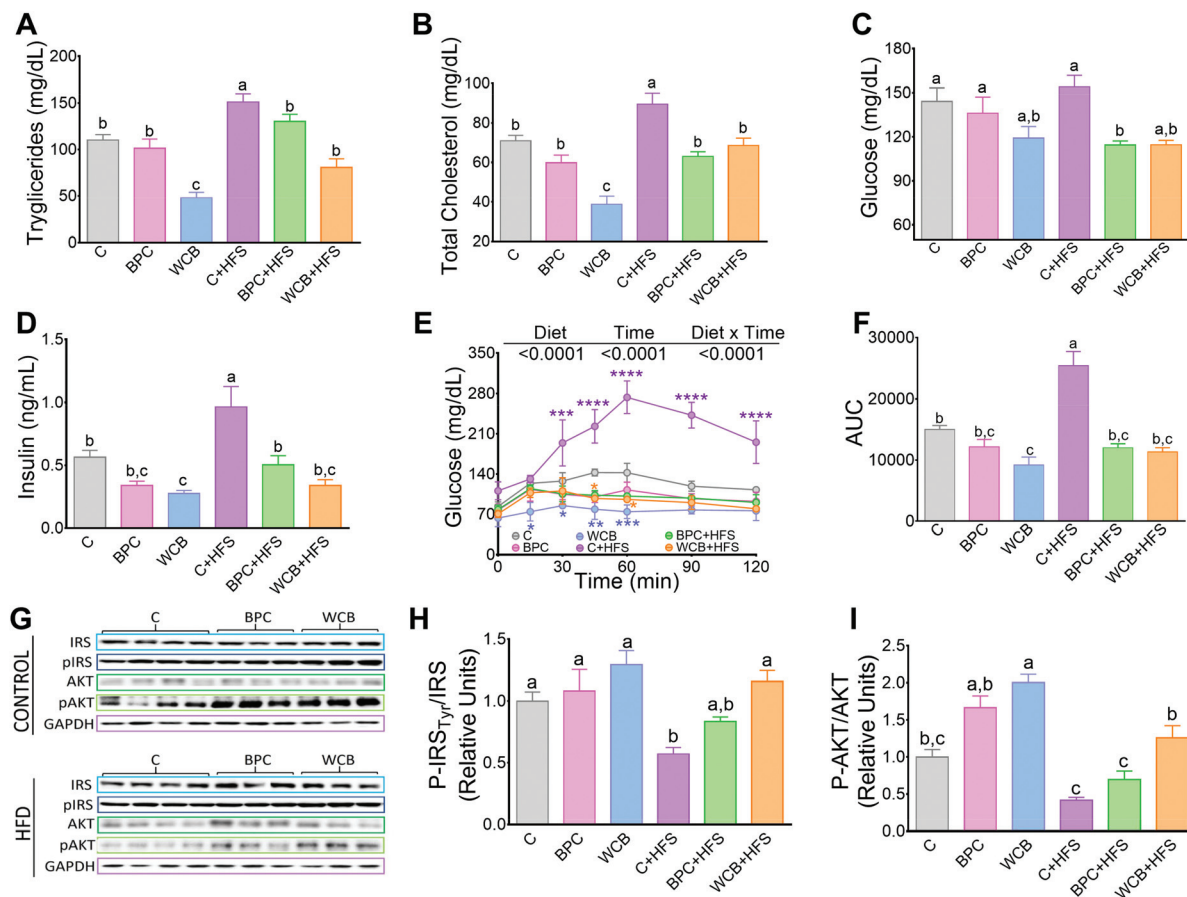 A
Tryglicerides (mg/dL)
200
150
100
50
0
b
b
c
a
b
b
C
BPC
WCB
C+HFS
BPC+HFS
WCB+HFS
B
Total Cholesterol (mg/dL)
100
80
60
40
20
b
b
c
a
b
b
C
BPC
WCB
C+HFS
BPC+HFS
WCB+HFS
C
Glucose (mg/dL)
180
150
120
90
60
a
a
a,b
a
b
a,b
C
BPC
WCB
C+HFS
BPC+HFS
WCB+HFS
D
Insulin (ng/mL)
1.5
1.0
0.5
0.0
b
b,c
c
a
b
b,c
C
BPC
WCB
C+HFS
BPC+HFS
WCB+HFS
E
Diet Time Diet x Time
<0.0001 <0.0001 <0.0001
Glucose (mg/dL)
350
280
210
140
70
0
*** **** **** **** ****
* *
* * ** ***
C WCB BPC+HFS
BPC C+HFS WCB+HFS
0 30 60 90 120
Time (min)
F
AUC
30000
20000
10000
0
b
b,c
c
a
b,c
b,c
C
BPC
WCB
C+HFS
BPC+HFS
WCB+HFS
G
CONTROL
C BPC WCB
IRS
pIRS
AKT
pAKT
GAPDH
HFD
C BPC WCB
IRS
pIRS
AKT
pAKT
GAPDH
H
P-IRSTyr/IRS
(Relative Units)
1.5
1.0
0.5
0.0
a
a
a
b
a,b
a
C
BPC
WCB
C+HFS
BPC+HFS
WCB+HFS
I
P-AKT/AKT
(Relative Units)
2.5
2.0
1.5
1.0
0.5
0.0
b,c
a,b
a
c
c
b
C
BPC
WCB
C+HFS
BPC+HFS
WCB+HFS